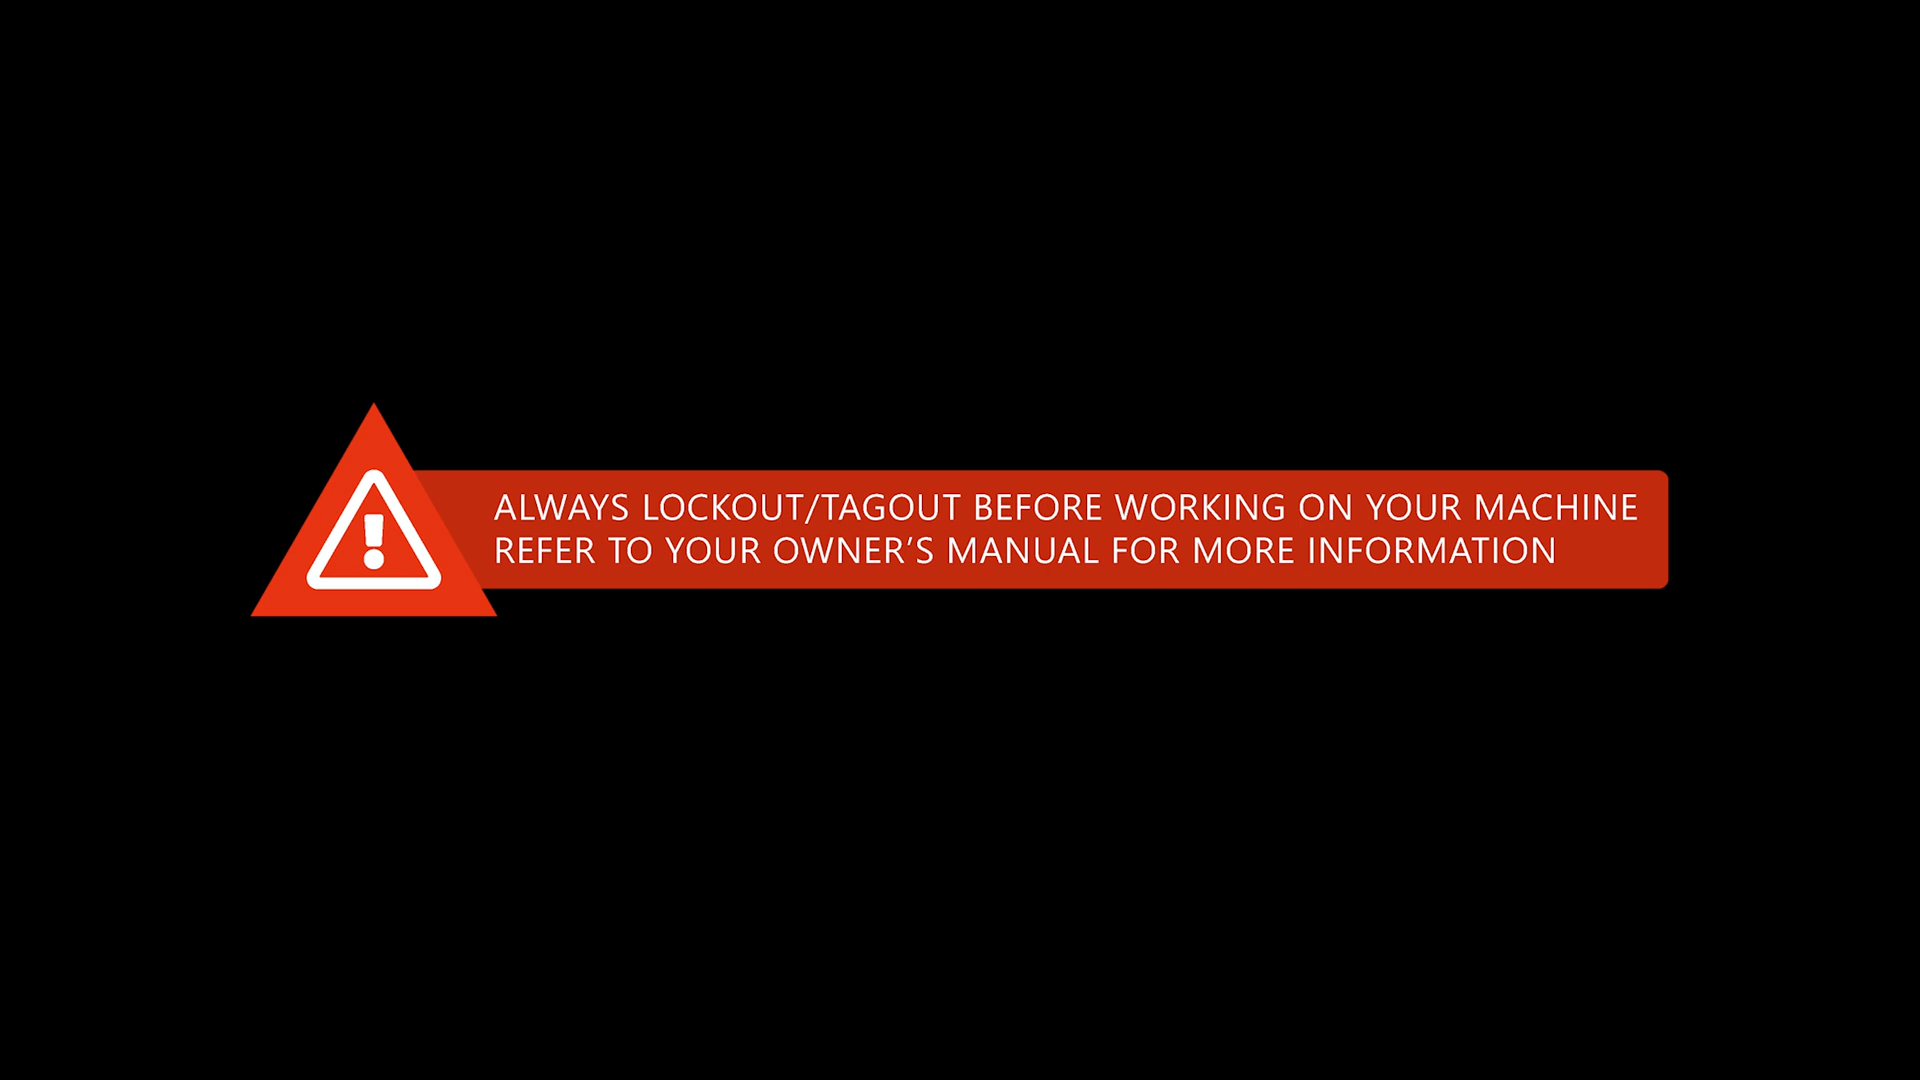 ALWAYS LOCKOUT/TAGOUT BEFORE WORKING ON YOUR MACHINE
REFER TO YOUR OWNER’S MANUAL FOR MORE INFORMATION